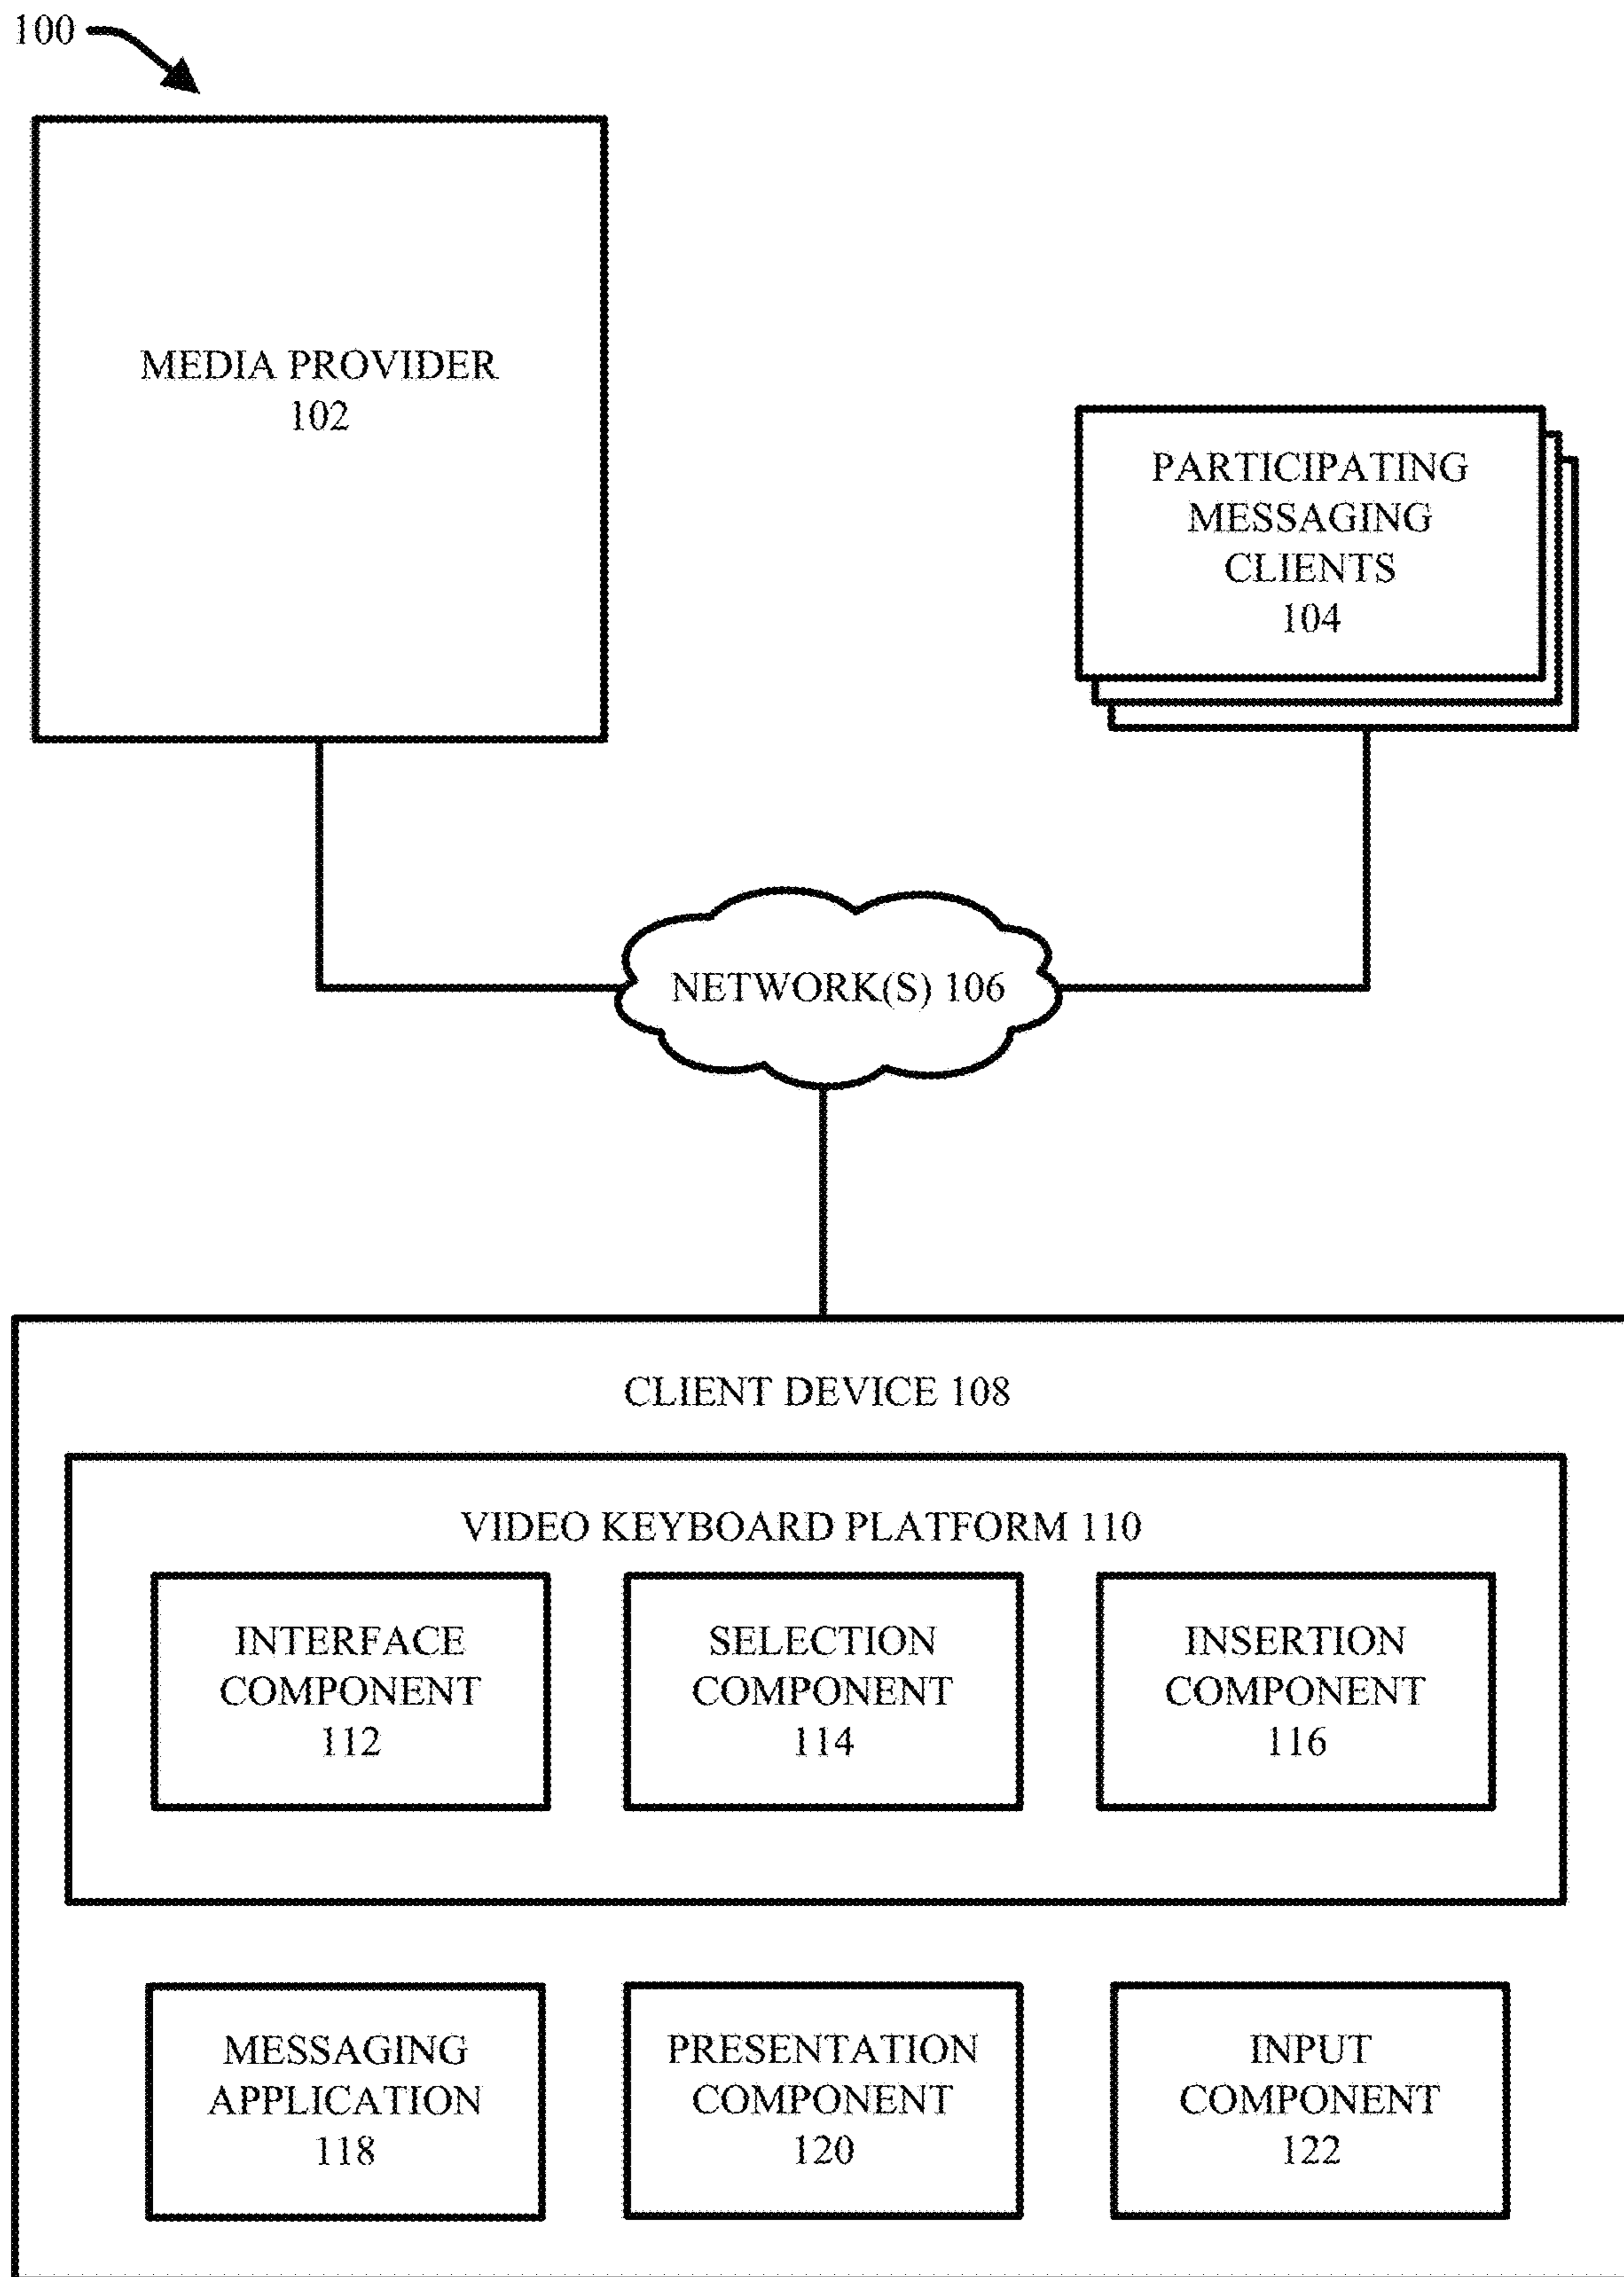 100
MEDIA PROVIDER
102
PARTICIPATING
MESSAGING
CLIENTS
104
NETWORK(S) 106
CLIENT DEVICE 108
VIDEO KEYBOARD PLATFORM 110
INTERFACE
COMPONENT
112
SELECTION
COMPONENT
114
INSERTION
COMPONENT
116
MESSAGING
APPLICATION
118
PRESENTATION
COMPONENT
120
INPUT
COMPONENT
122